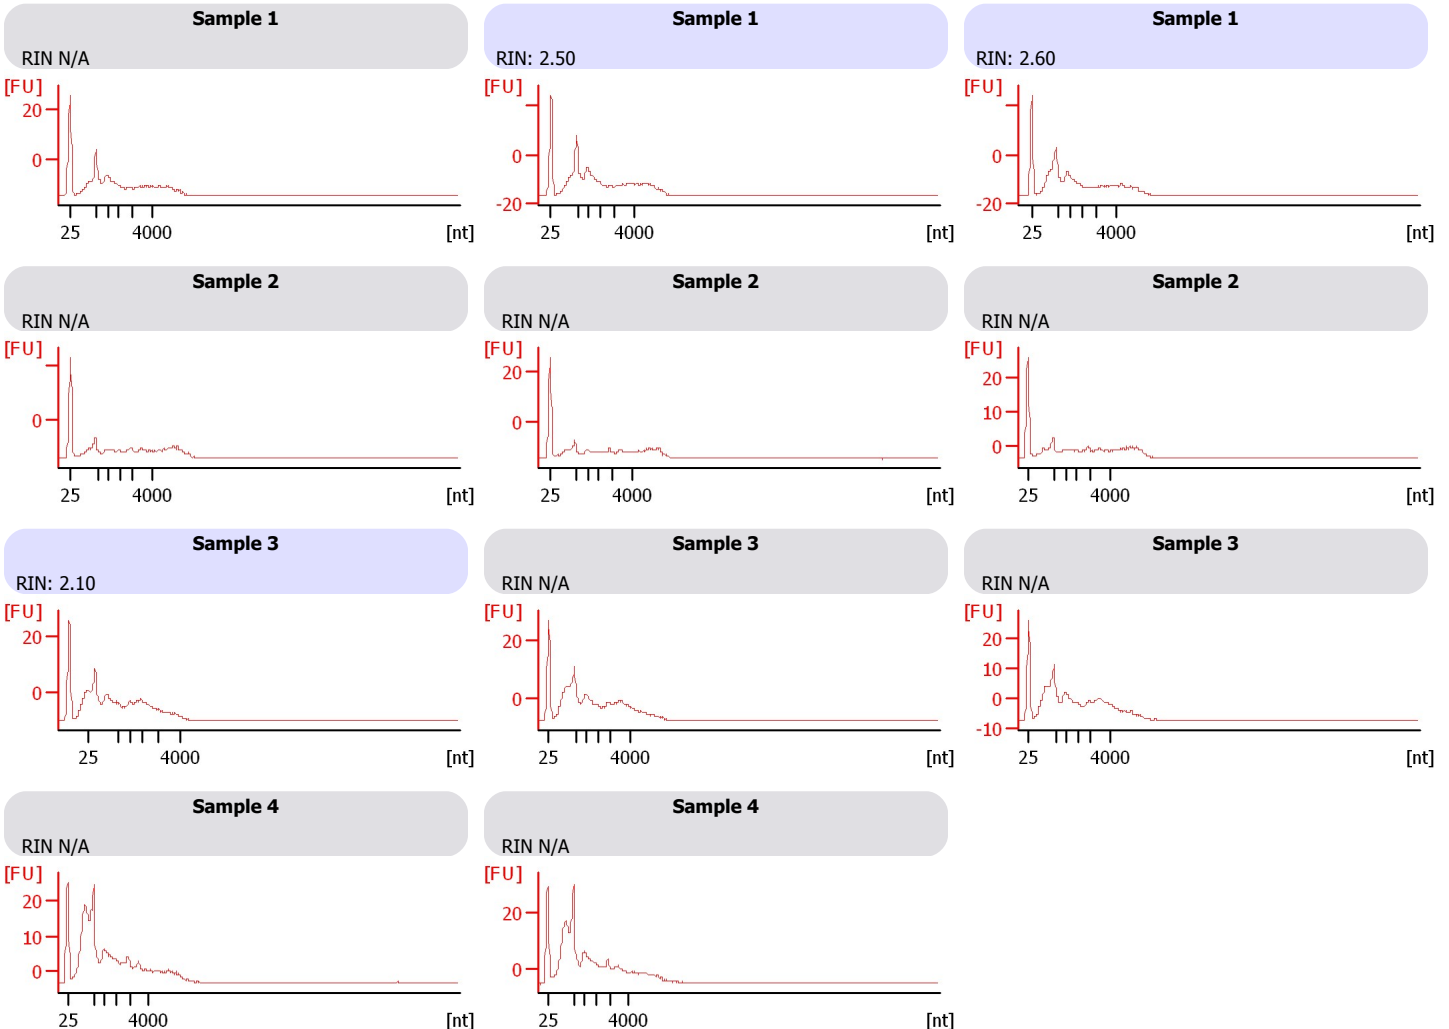 Sample 1
RIN N/A
[FU]
20
0
25
4000
[nt]
Sample 1
RIN: 2.50
[FU]
0
-20
25
4000
[nt]
Sample 1
RIN: 2.60
[FU]
0
-20
25
4000
[nt]
Sample 2
RIN N/A
[FU]
0
25
4000
[nt]
Sample 2
RIN N/A
[FU]
20
0
25
4000
[nt]
Sample 2
RIN N/A
[FU]
20
10
0
25
4000
[nt]
Sample 3
RIN: 2.10
[FU]
20
0
25
4000
[nt]
Sample 3
RIN N/A
[FU]
20
0
25
4000
[nt]
Sample 3
RIN N/A
[FU]
20
10
0
-10
25
4000
[nt]
Sample 4
RIN N/A
[FU]
20
10
0
25
4000
[nt]
Sample 4
RIN N/A
[FU]
20
0
25
4000
[nt]